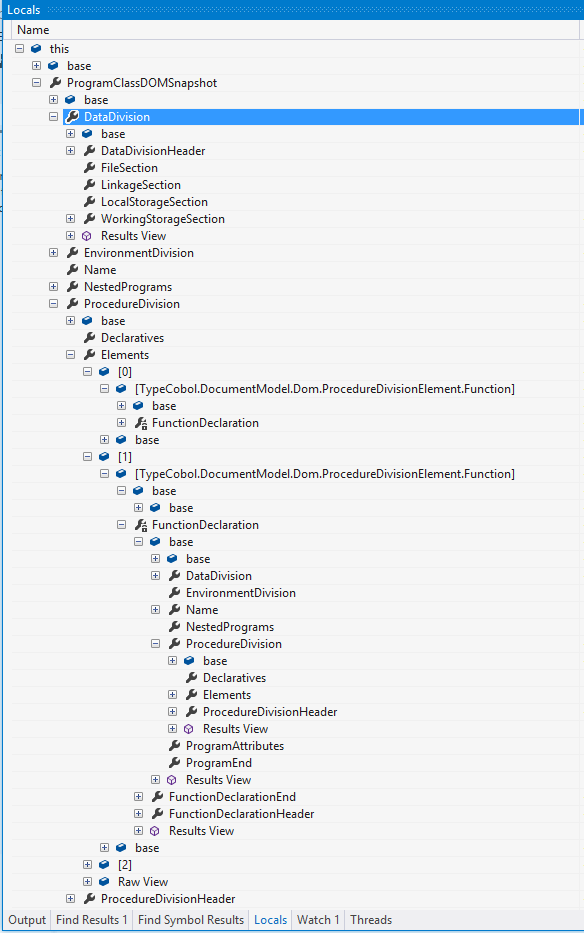 Locals
Name
this
base
ProgramClassDOMSnapshot
base
DataDivision
base
DataDivisionHeader
FileSection
LinkageSection
LocalStorageSection
WorkingStorageSection
Results View
EnvironmentDivision
Name
NestedPrograms
ProcedureDivision
base
Declaratives
Elements
[0]
[TypeCobol.DocumentModel.Dom.ProcedureDivisionElement.Function]
base
FunctionDeclaration
base
[1]
[TypeCobol.DocumentModel.Dom.ProcedureDivisionElement.Function]
base
base
FunctionDeclaration
base
base
DataDivision
EnvironmentDivision
Name
NestedPrograms
ProcedureDivision
base
Declaratives
Elements
ProcedureDivisionHeader
Results View
ProgramAttributes
ProgramEnd
Results View
FunctionDeclarationEnd
FunctionDeclarationHeader
Results View
base
[2]
Raw View
ProcedureDivisionHeader
Output Find Results 1 Find Symbol Results Locals Watch 1 Threads